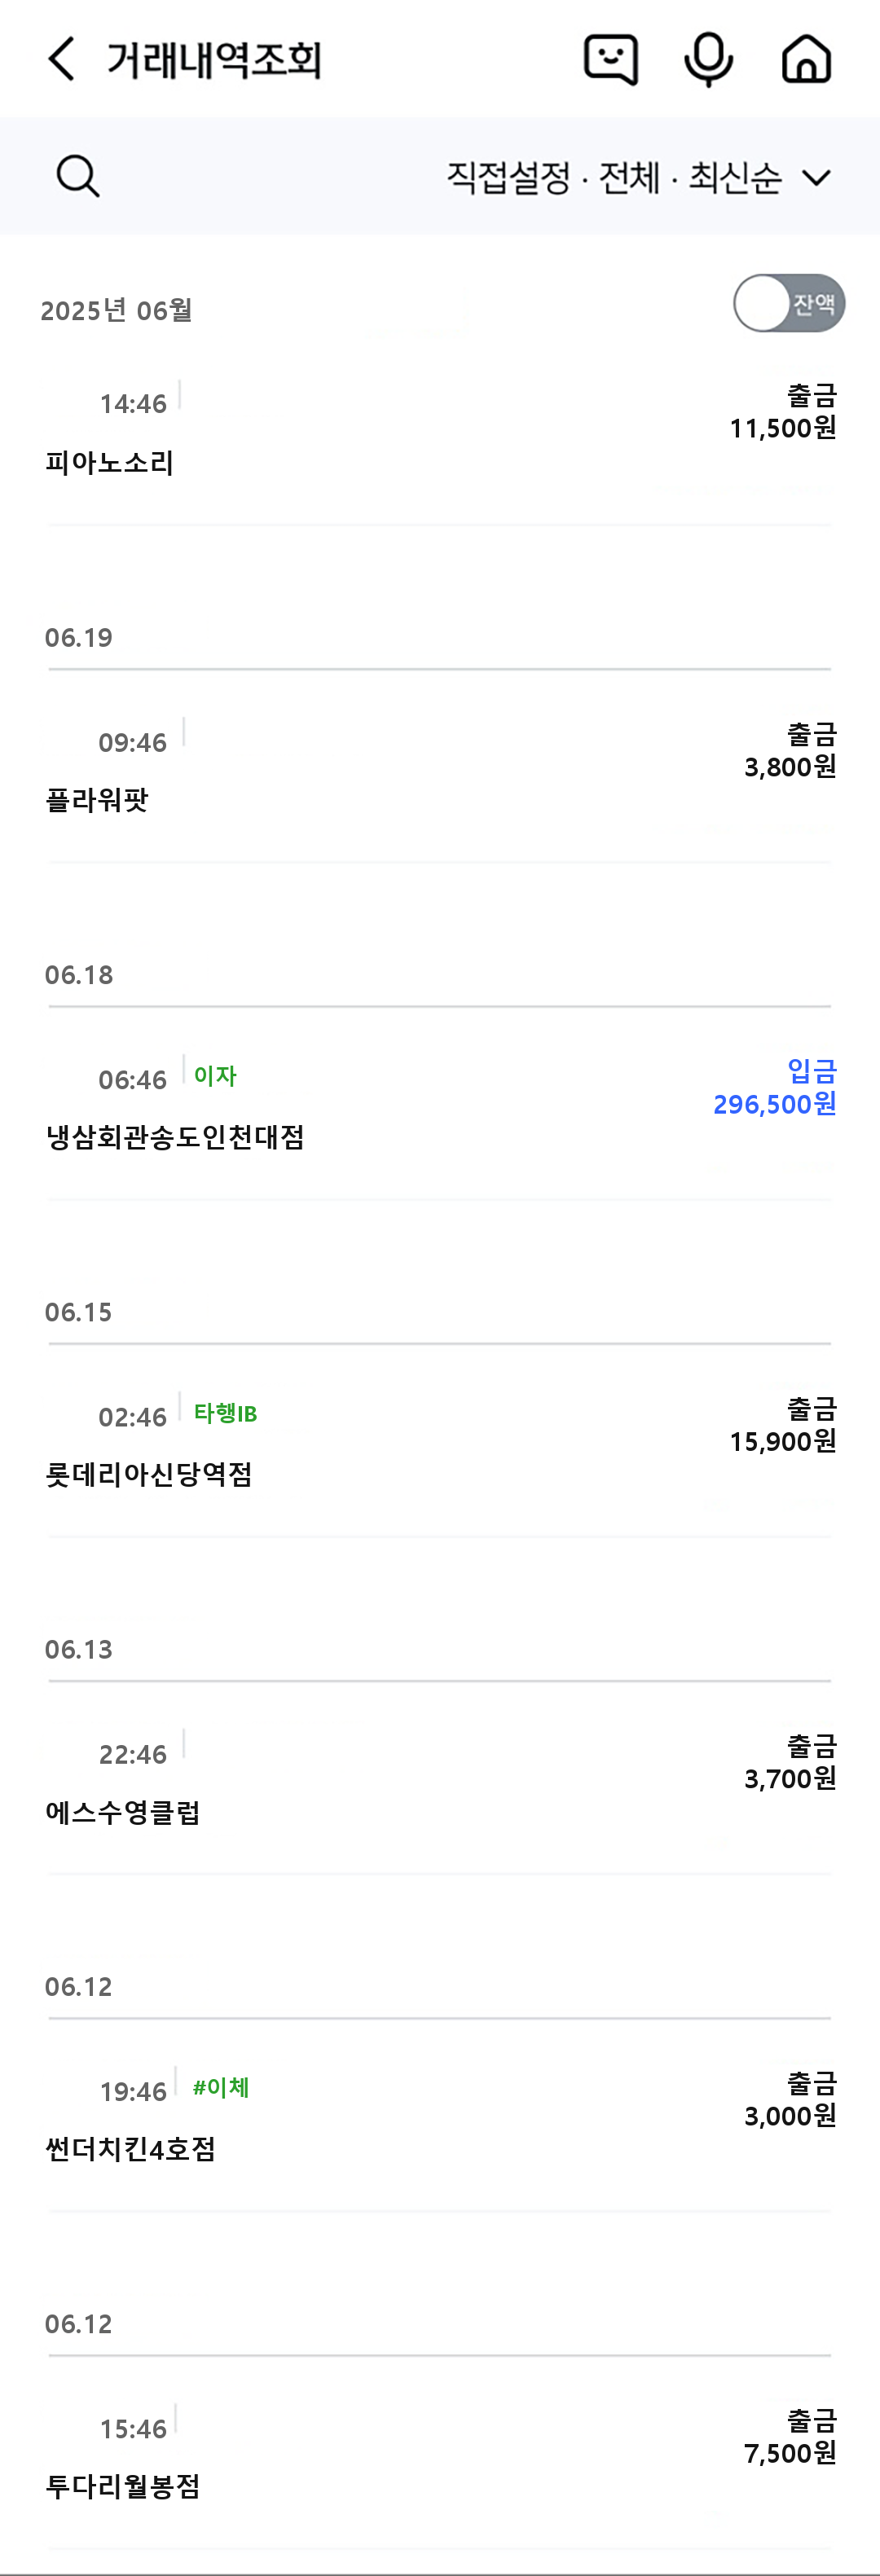 거래내역조회
직접설정 · 전체 · 최신순
2025년 06월
잔액
14:46
출금
11,500원
피아노소리
06.19
09:46
출금
3,800원
플라워팟
06.18
06:46 이자
입금
296,500원
냉삼회관송도인천대점
06.15
02:46 타행IB
출금
15,900원
롯데리아신당역점
06.13
22:46
출금
3,700원
에스수영클럽
06.12
19:46 #이체
출금
3,000원
썬더치킨4호점
06.12
15:46
출금
7,500원
투다리월봉점